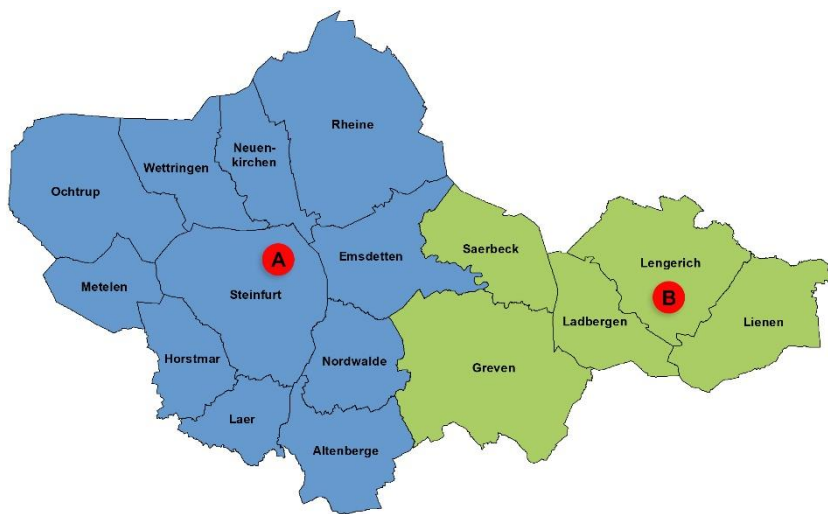 Rheine
Neuen-
kirchen
Wettringen
Ochtrup
Saerbeck
Emsdetten
A
Lengerich
Metelen
Steinfurt
B
Ladbergen
Lienen
Horstmar
Nordwalde
Greven
Laer
Altenberge